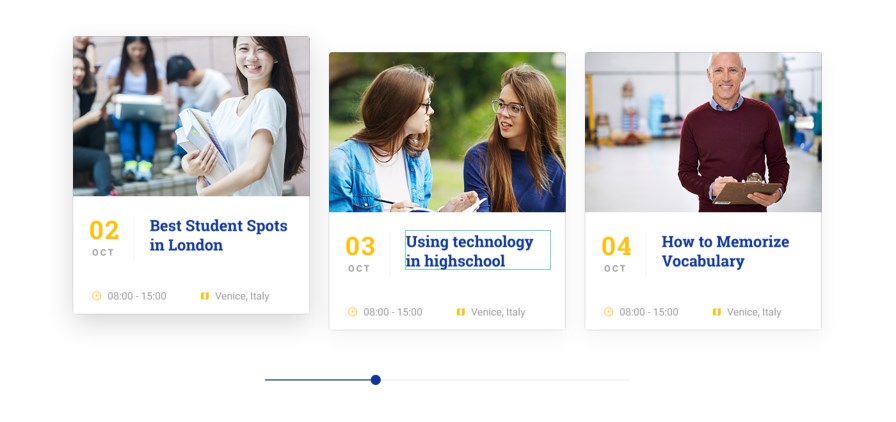 02
OCT
Best Student Spots
in London
08:00 - 15:00
Venice, Italy
03
OCT
Using technology
in highschool
08:00 - 15:00
Venice, Italy
04
OCT
How to Memorize
Vocabulary
08:00 - 15:00
Venice, Italy